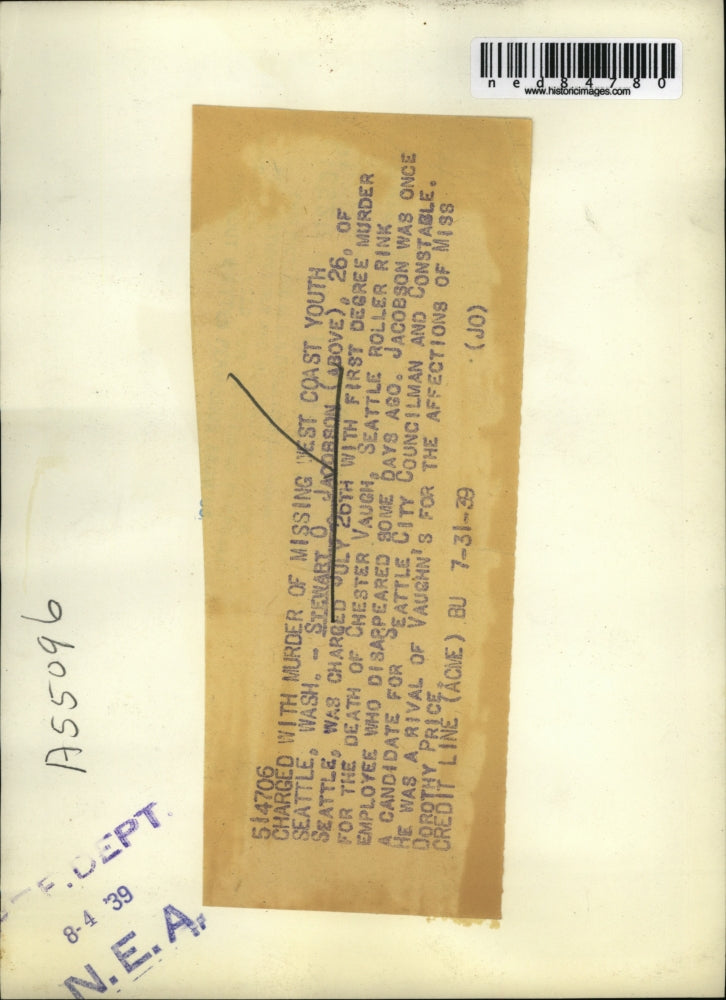 ned84780
www.historicimages.com
514706
CHARGED WITH MURDER OF MISSING WEST COAST YOUTH
SEATTLE, WASH. - STEWART O. JACOBSON (ABOVE), 26, OF
SEATTLE, WAS CHARGED JULY 26TH WITH FIRST DEGREE MURDER
FOR THE DEATH OF CHESTER VAUGH, SEATTLE ROLLER RINK
EMPLOYEE WHO DISAPPEARED SOME DAYS AGO. JACOBSON WAS ONCE
A CANDIDATE FOR SEATTLE CITY COUNCILMAN AND CONSTABLE.
HE WAS A RIVAL OF VAUGHN'S FOR THE AFFECTIONS OF MISS
DOROTHY PRICE.
CREDIT LINE (ACME) BU 7-31-39 (JO)
A55096
DEPT.
8-4 '39
N.E.A.